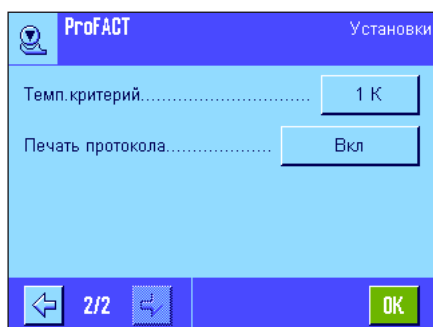 ProFACT Установки
Темп.критерий............................... 1 K
Печать протокола................... Вкл
2/2 OK